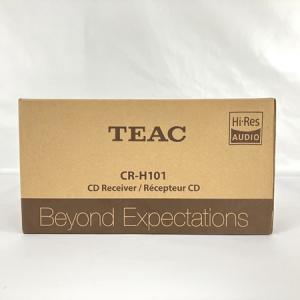 Hi-Res
AUDIO
TEAC
CR-H101
CD Receiver / Récepteur CD
Beyond Expectations